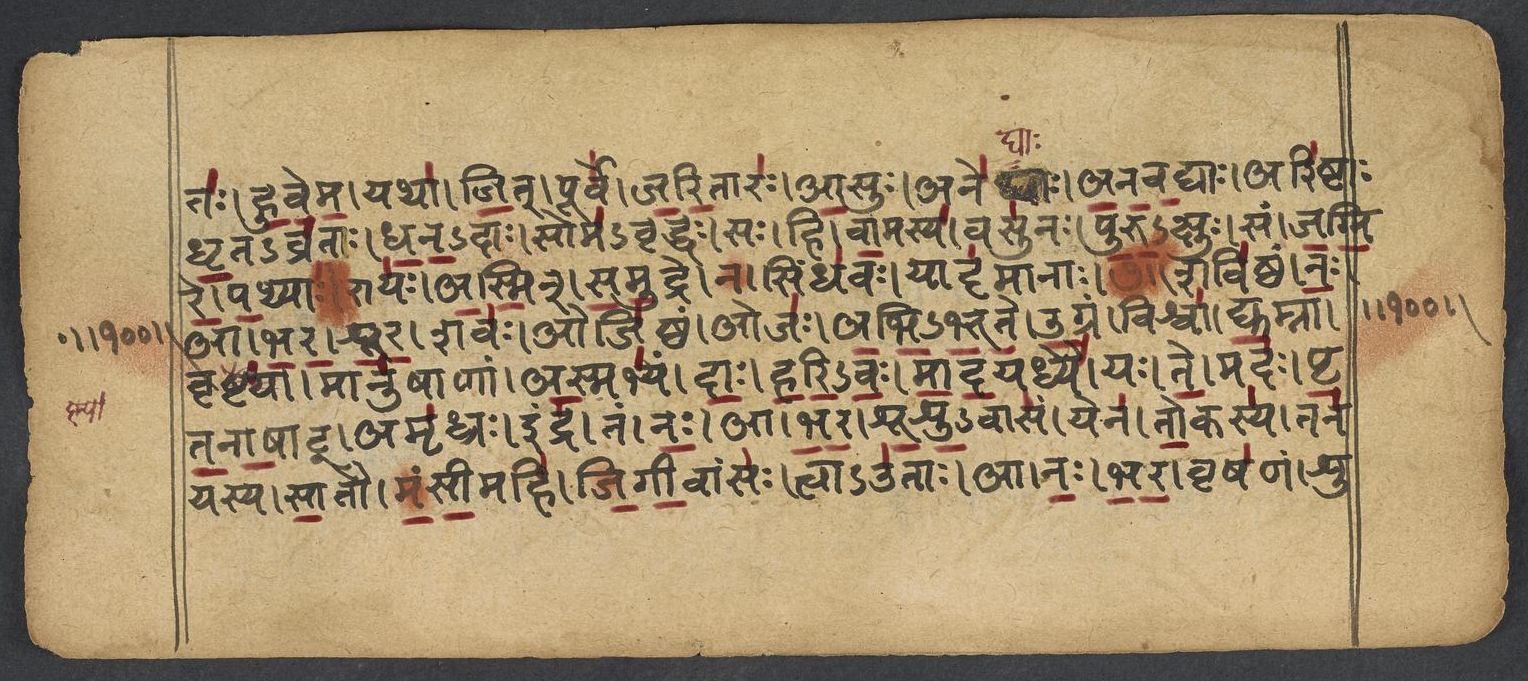 द्याः
तः। हुवेम। यथा। चित्। पूर्वे। जरितारः। आसुः। अने द्याः। अनवद्याः। अरिष्टाः
धृतऽव्रताः। धनऽदाः। सोमऽवृद्धः। सः। हि। वामस्य। वसुनः। पुरुऽक्षुः। सं। जग्मि
रे। पथ्याः। रायः। अस्मिन्। समुद्रे। न। सिंधवः। यादमानाः। आ। शविष्ठं। नः।
।।१००।। आ। भर। शूर। शवः। ओजिष्ठं। ओजः। अभिऽभूते। उग्रं। विश्वा। द्युम्ना। ।।१००।।
वृष्ण्या। मानुषाणां। अस्मभ्यं। दाः। हरिऽवः। मादयध्यै। यः। ते। मदः। पृ
ष्ण्या।
तनाषाट्। अमृध्रः। इंद्र। तं। नः। आ। भर। शूशुऽवांसं। येन। तोकस्य। तन
यस्य। सातौ। मंसीमहि। जिगीवांसः। त्वाऽऊताः। आ। नः। भर। वृषणं। शु